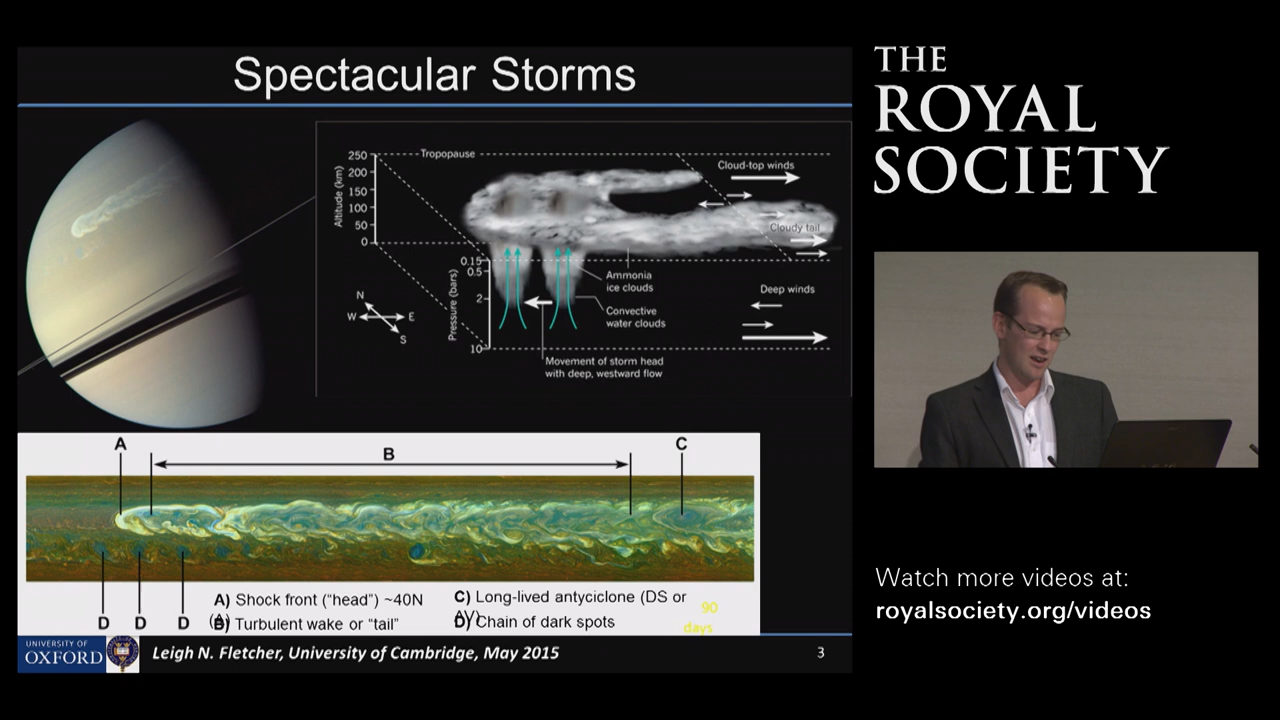 Spectacular Storms
250
200
150
100
50
0
Altitude (km)
Tropopause
Cloud-top winds
Cloudy tail
0.15
0.5
2
10
Pressure (bars)
Ammonia
ice clouds
Convective
water clouds
Deep winds
N
W
E
S
Movement of storm head
with deep, westward flow
A
B
C
D
D
D
A) Shock front (“head”) ~40N
(A)
B) Turbulent wake or “tail”
C) Long-lived antyciclone (DS or
AV)
D) Chain of dark spots
90
days
UNIVERSITY OF
OXFORD
Leigh N. Fletcher, University of Cambridge, May 2015
3
THE
ROYAL
SOCIETY
Watch more videos at:
royalsociety.org/videos